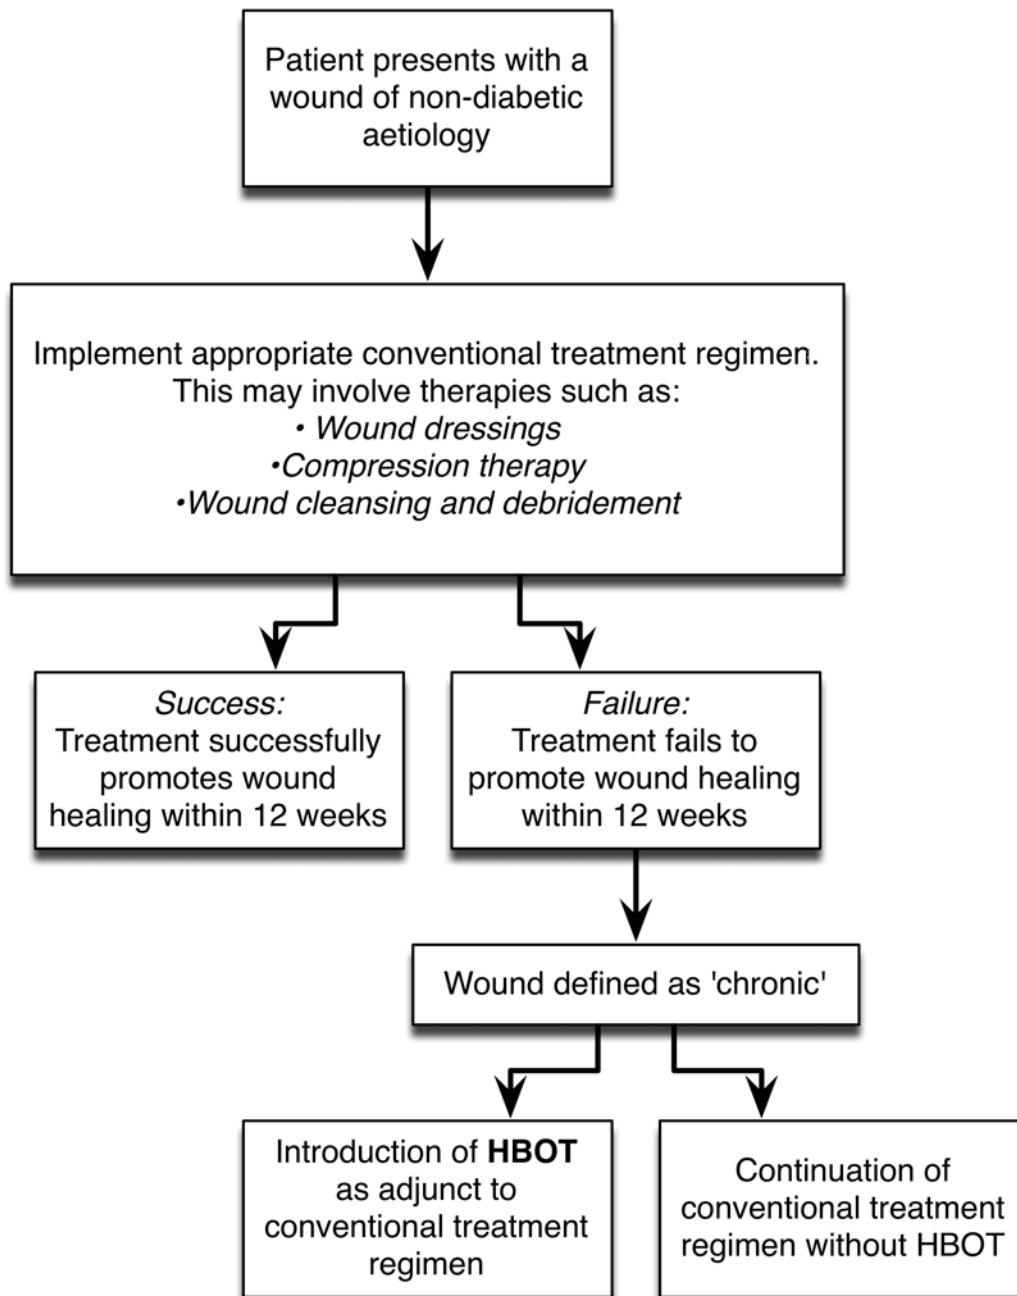 Patient presents with a
wound of non-diabetic
aetiology
Implement appropriate conventional treatment regimen.
This may involve therapies such as:
• Wound dressings
•Compression therapy
•Wound cleansing and debridement
Success:
Treatment successfully
promotes wound
healing within 12 weeks
Failure:
Treatment fails to
promote wound healing
within 12 weeks
Wound defined as 'chronic'
Introduction of HBOT
as adjunct to
conventional treatment
regimen
Continuation of
conventional treatment
regimen without HBOT